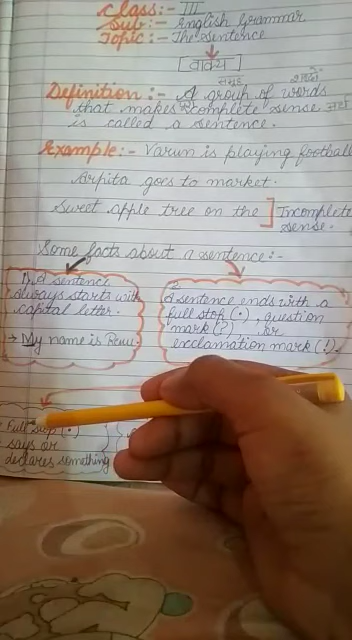 Class:- III
Sub:- English Grammar
Topic:- The sentence
[वाक्य]
समूह शब्दों
Definition:- A group of words
that makes a complete sense अर्थ
is called a sentence.
Example:- Varun is playing football
Arpita goes to market.
Sweet apple tree on the ] Incomplete
sense.
Some facts about a sentence:-
1. A sentence
always starts with
capital letter.
→ My name is Renu.
2.
A sentence ends with a
full stop (.), question
mark (?) or
exclamation mark (!).
Full stop (.)
says or
declares something